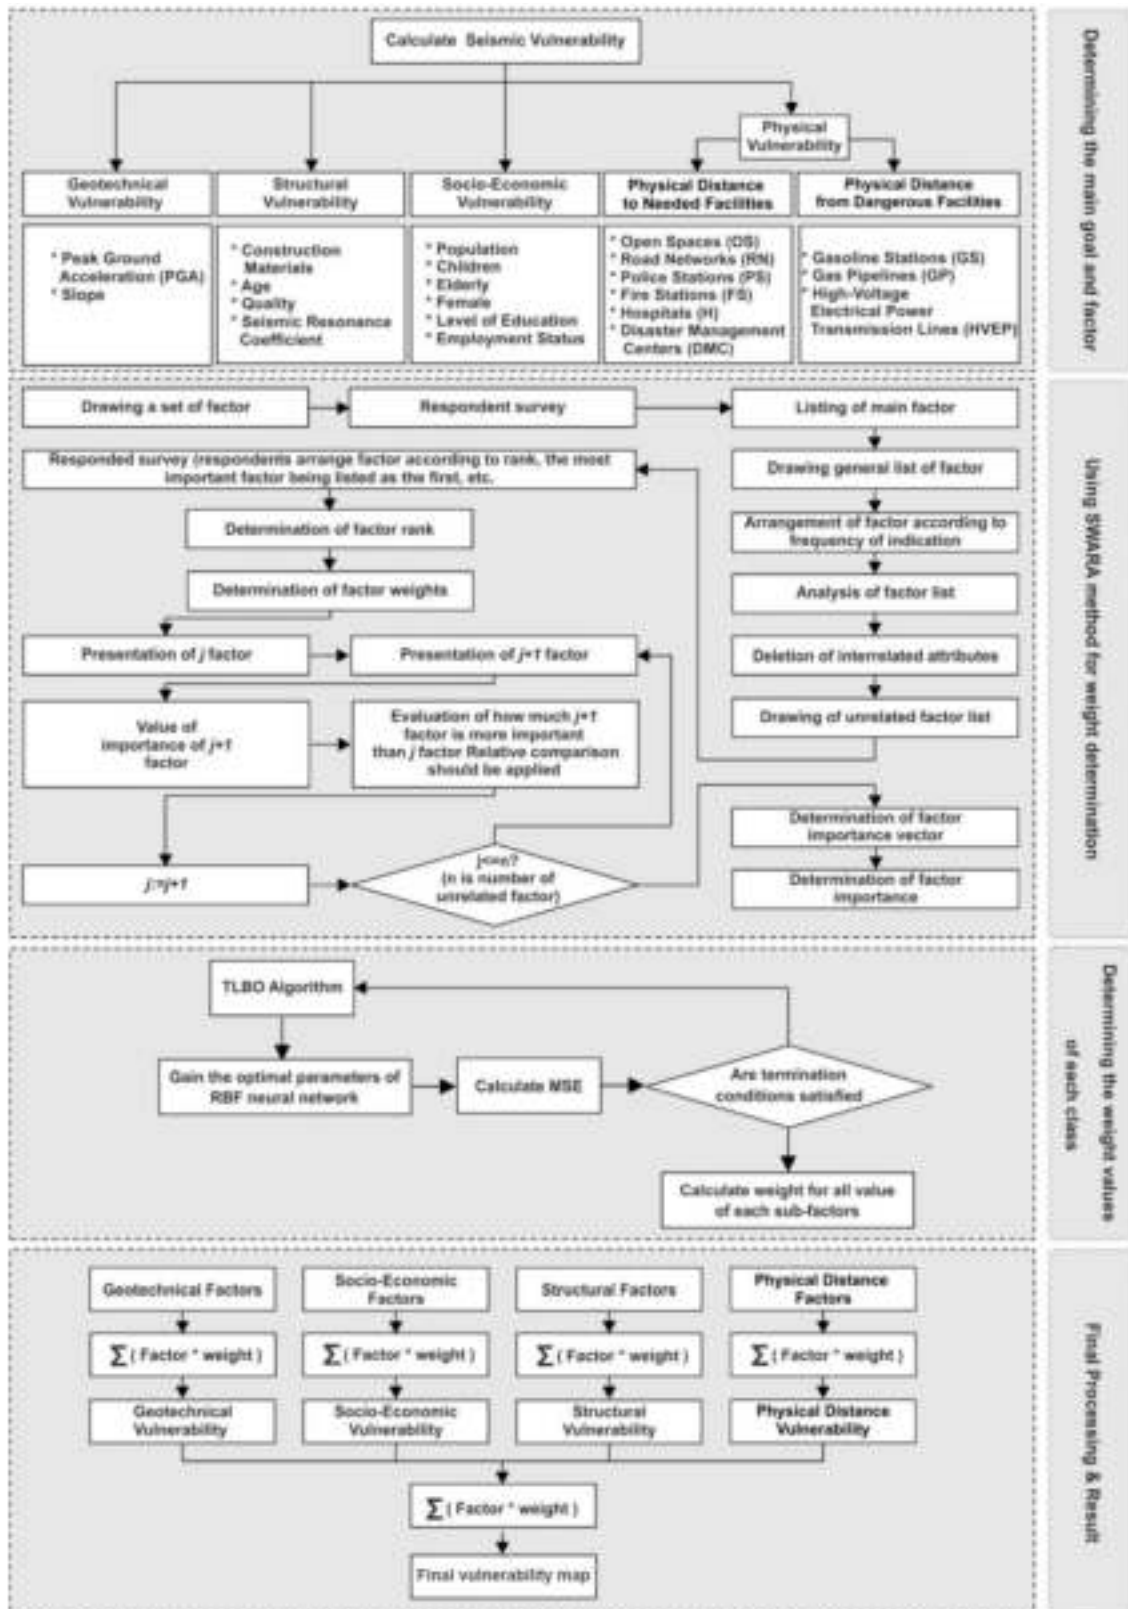 Calculate Seismic Vulnerability
Physical
Vulnerability
Geotechnical
Vulnerability
Structural
Vulnerability
Socio-Economic
Vulnerability
Physical Distance
to Needed Facilities
Physical Distance
from Dangerous Facilities
* Peak Ground
Acceleration (PGA)
* Slope
* Construction
Materials
* Age
* Quality
* Seismic Resonance
Coefficient
* Population
* Children
* Elderly
* Female
* Level of Education
* Employment Status
* Open Spaces (OS)
* Road Networks (RN)
* Police Stations (PS)
* Fire Stations (FS)
* Hospitals (H)
* Disaster Management
Centers (DMC)
* Gasoline Stations (GS)
* Gas Pipelines (GP)
* High-Voltage
Electrical Power
Transmission Lines (HVEP)
Determining the main goal and factor
Drawing a set of factor
Respondent survey
Listing of main factor
Responded survey (respondents arrange factor according to rank, the most
important factor being listed as the first, etc.
Drawing general list of factor
Determination of factor rank
Arrangement of factor according to
frequency of indication
Determination of factor weights
Analysis of factor list
Presentation of j factor
Presentation of j+1 factor
Deletion of interrelated attributes
Drawing of unrelated factor list
Value of
importance of j+1
factor
Evaluation of how much j+1
factor is more important
than j factor Relative comparison
should be applied
Determination of factor
importance vector
j:=j+1
j<=n?
(n is number of
unrelated factor)
Determination of factor
importance
Using SWARA method for weight determination
TLBO Algorithm
Gain the optimal parameters of
RBF neural network
Calculate MSE
Are termination
conditions satisfied
Calculate weight for all value
of each sub-factors
Determining the weight values
of each class
Geotechnical Factors
Socio-Economic
Factors
Structural Factors
Physical Distance
Factors
∑( Factor * weight )
∑( Factor * weight )
∑( Factor * weight )
∑( Factor * weight )
Geotechnical
Vulnerability
Socio-Economic
Vulnerability
Structural
Vulnerability
Physical Distance
Vulnerability
∑( Factor * weight )
Final vulnerability map
Final Processing & Result